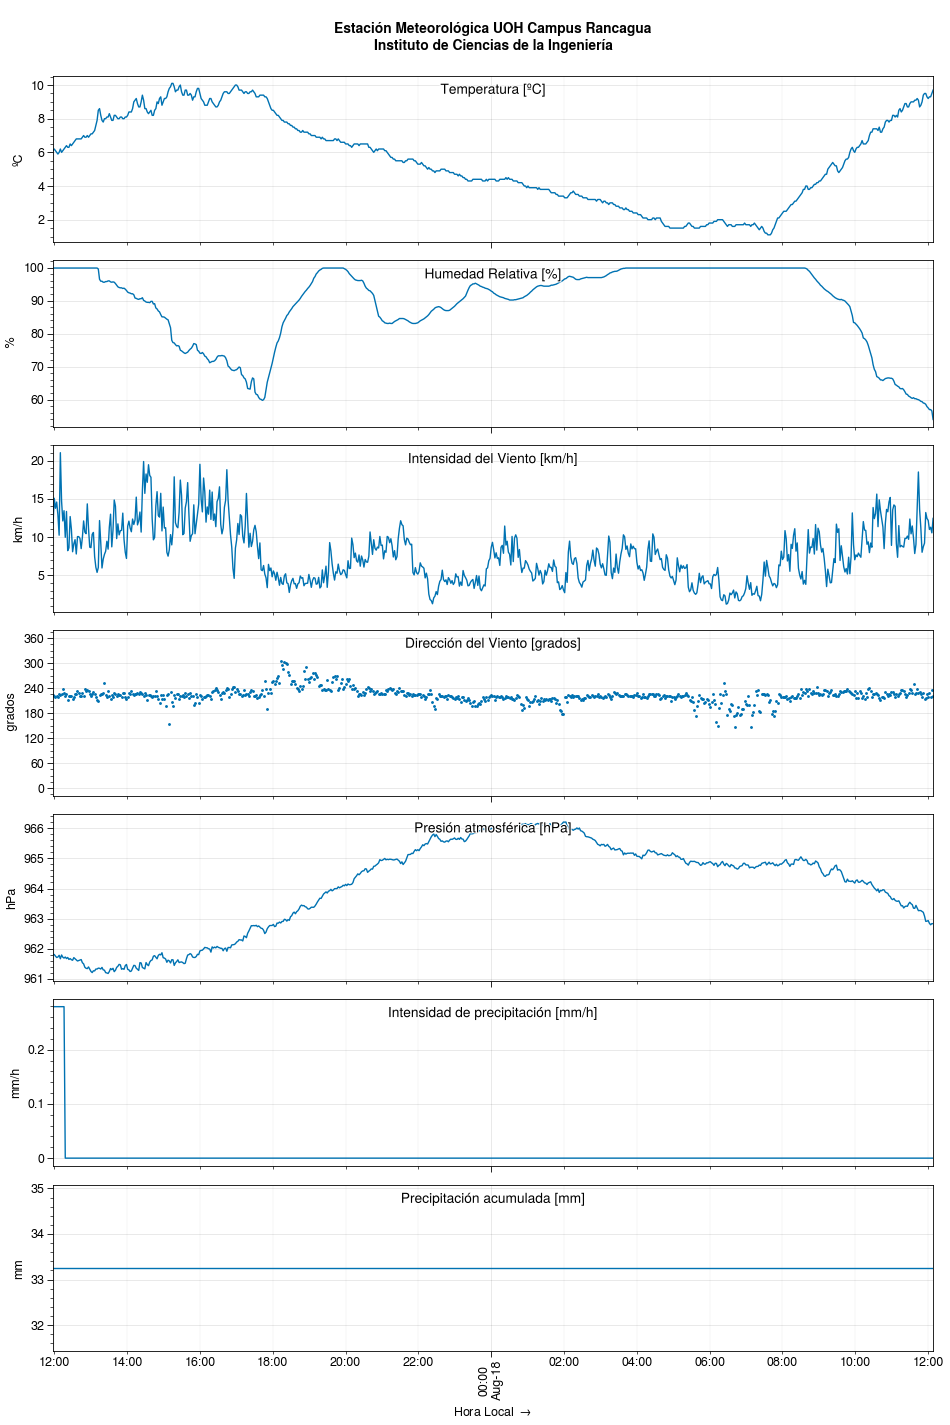 Estación Meteorológica UOH Campus Rancagua
Instituto de Ciencias de la Ingeniería
Temperatura [ºC]
10
8
6
4
2
ºC
Humedad Relativa [%]
100
90
80
70
60
%
Intensidad del Viento [km/h]
20
15
10
5
km/h
Dirección del Viento [grados]
360
300
240
180
120
60
0
grados
Presión atmosférica [hPa]
966
965
964
963
962
961
hPa
Intensidad de precipitación [mm/h]
0.2
0.1
0
mm/h
Precipitación acumulada [mm]
35
34
33
32
mm
12:00 14:00 16:00 18:00 20:00 22:00 00:00 02:00 04:00 06:00 08:00 10:00 12:00
Aug-18
Hora Local →